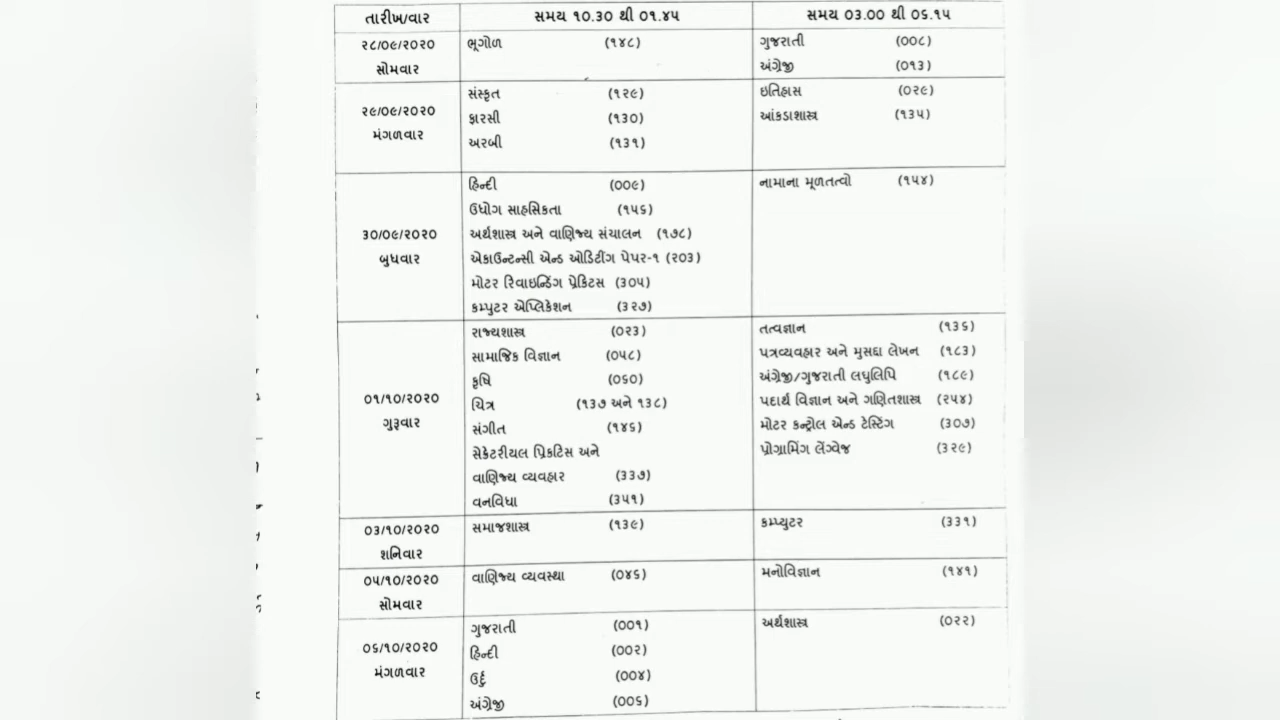 તારીખ/વાર સમય ૧૦.૩૦ થી ૦૧.૪૫ સમય ૦૩.૦૦ થી ૦૬.૧૫
૨૮/૦૯/૨૦૨૦ ભૂગોળ (૧૪૮) ગુજરાતી (૦૦૮)
સોમવાર અંગ્રેજી (૦૧૩)
સંસ્કૃત (૧૨૯) ઇતિહાસ (૦૨૯)
૨૯/૦૯/૨૦૨૦ ફારસી (૧૩૦) આંકડાશાસ્ત્ર (૧૩૫)
મંગળવાર અરબી (૧૩૧)
હિન્દી (૦૦૯) નામાના મૂળતત્વો (૧૫૪)
ઉધોગ સાહસિકતા (૧૫૬)
૩૦/૦૯/૨૦૨૦ અર્થશાસ્ત્ર અને વાણિજ્ય સંચાલન (૧૭૮)
બુધવાર એકાઉન્ટન્સી એન્ડ ઓડિટીંગ પેપર-૧ (૨૦૩)
મોટર રિવાઇન્ડિંગ પ્રેક્ટિસ (૩૦૫)
કમ્પુટર એપ્લિકેશન (૩૨૭)
રાજ્યશાસ્ત્ર (૦૨૩) તત્વજ્ઞાન (૧૩૬)
સામાજિક વિજ્ઞાન (૦૫૮) પત્રવ્યવહાર અને મુસદ્દા લેખન (૧૮૩)
કૃષિ (૦૬૦) અંગ્રેજી/ગુજરાતી લઘુલિપિ (૧૮૯)
૦૧/૧૦/૨૦૨૦ ચિત્ર (૧૩૭ અને ૧૩૮) પદાર્થ વિજ્ઞાન અને ગણિતશાસ્ત્ર (૨૫૪)
ગુરૂવાર સંગીત (૧૪૬) મોટર કન્ટ્રોલ એન્ડ ટેસ્ટિંગ (૩૦૭)
સેક્રેટરીયલ પ્રિક્ટિસ અને પ્રોગ્રામિંગ લેંગ્વેજ (૩૨૯)
વાણિજ્ય વ્યવહાર (૩૩૭)
વનવિધા (૩૫૧)
૦૩/૧૦/૨૦૨૦ સમાજશાસ્ત્ર (૧૩૯) કમ્પ્યુટર (૩૩૧)
શનિવાર
૦૫/૧૦/૨૦૨૦ વાણિજ્ય વ્યવસ્થા (૦૪૬) મનોવિજ્ઞાન (૧૪૧)
સોમવાર
ગુજરાતી (૦૦૧) અર્થશાસ્ત્ર (૦૨૨)
૦૬/૧૦/૨૦૨૦ હિન્દી (૦૦૨)
મંગળવાર ઉર્દુ (૦૦૪)
અંગ્રેજી (૦૦૬)